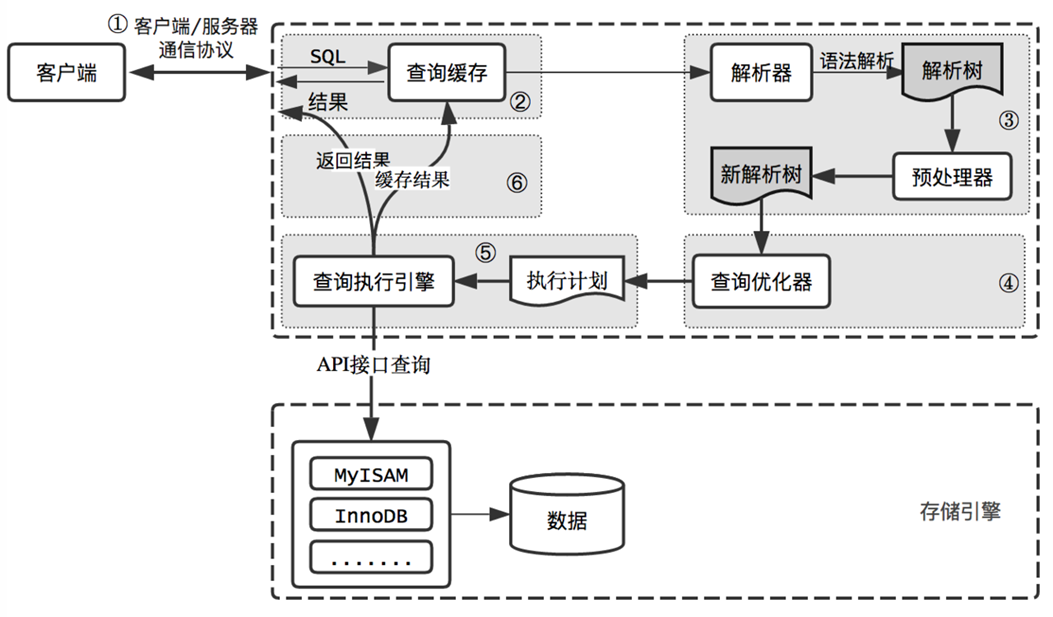 ① 客户端/服务器
通信协议
客户端
SQL
查询缓存
结果
②
解析器
语法解析
解析树
③
预处理器
新解析树
返回结果
缓存结果
⑥
查询执行引擎
⑤
执行计划
查询优化器
④
API接口查询
MyISAM
InnoDB
.......
数据
存储引擎